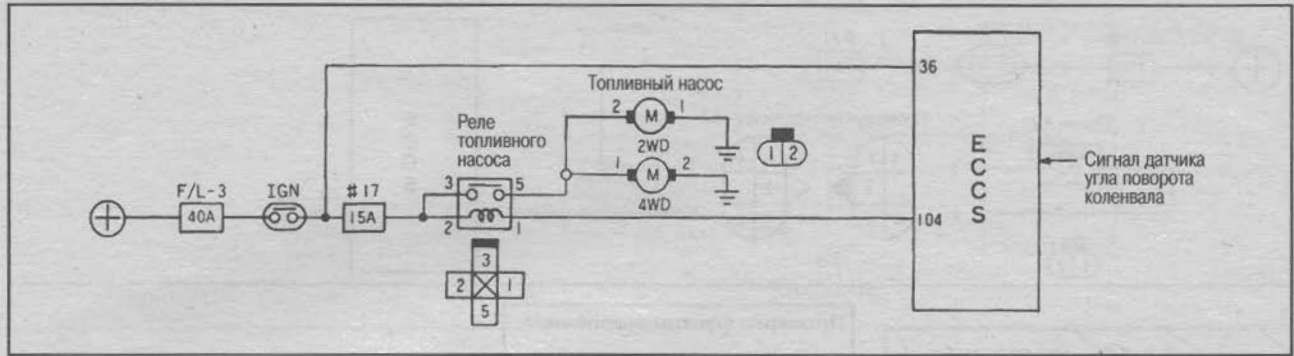 36
Топливный насос
2 M 1
2WD
Реле
топливного
насоса
1 2
E
C
C
S
Сигнал датчика
угла поворота
коленвала
1 M 2
4WD
F/L-3
IGN
#17
3 5
40A
15A
2 1
104
3
2 1
5